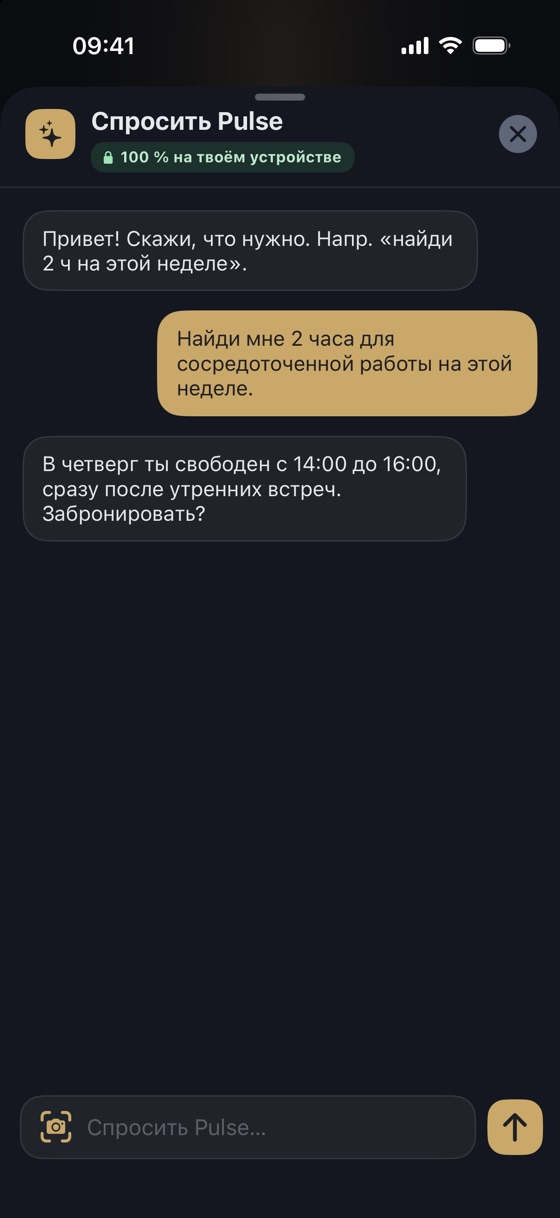 09:41
Спросить Pulse
100 % на твоём устройстве
Привет! Скажи, что нужно. Напр. «найди
2 ч на этой неделе».
Найди мне 2 часа для
сосредоточенной работы на этой
неделе.
В четверг ты свободен с 14:00 до 16:00,
сразу после утренних встреч.
Забронировать?
Спросить Pulse...